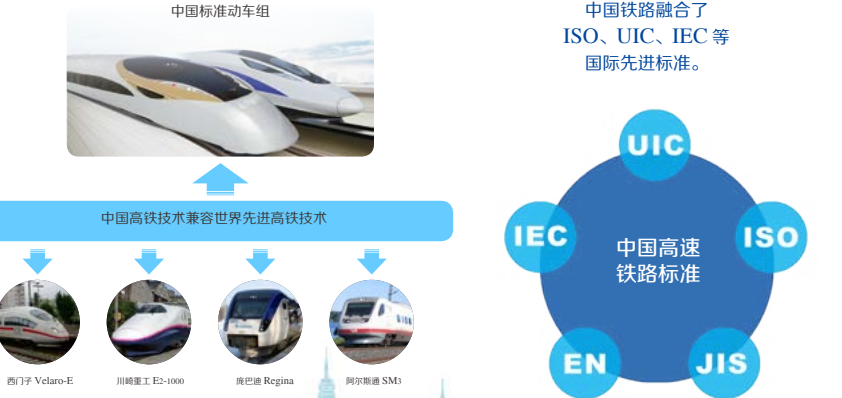 中国标准动车组
中国高铁技术兼容世界先进高铁技术
西门子 Velaro-E
川崎重工 E2-1000
庞巴迪 Regina
阿尔斯通 SM3
中国铁路融合了
ISO、UIC、IEC 等
国际先进标准。
UIC
IEC
ISO
中国高速
铁路标准
EN
JIS